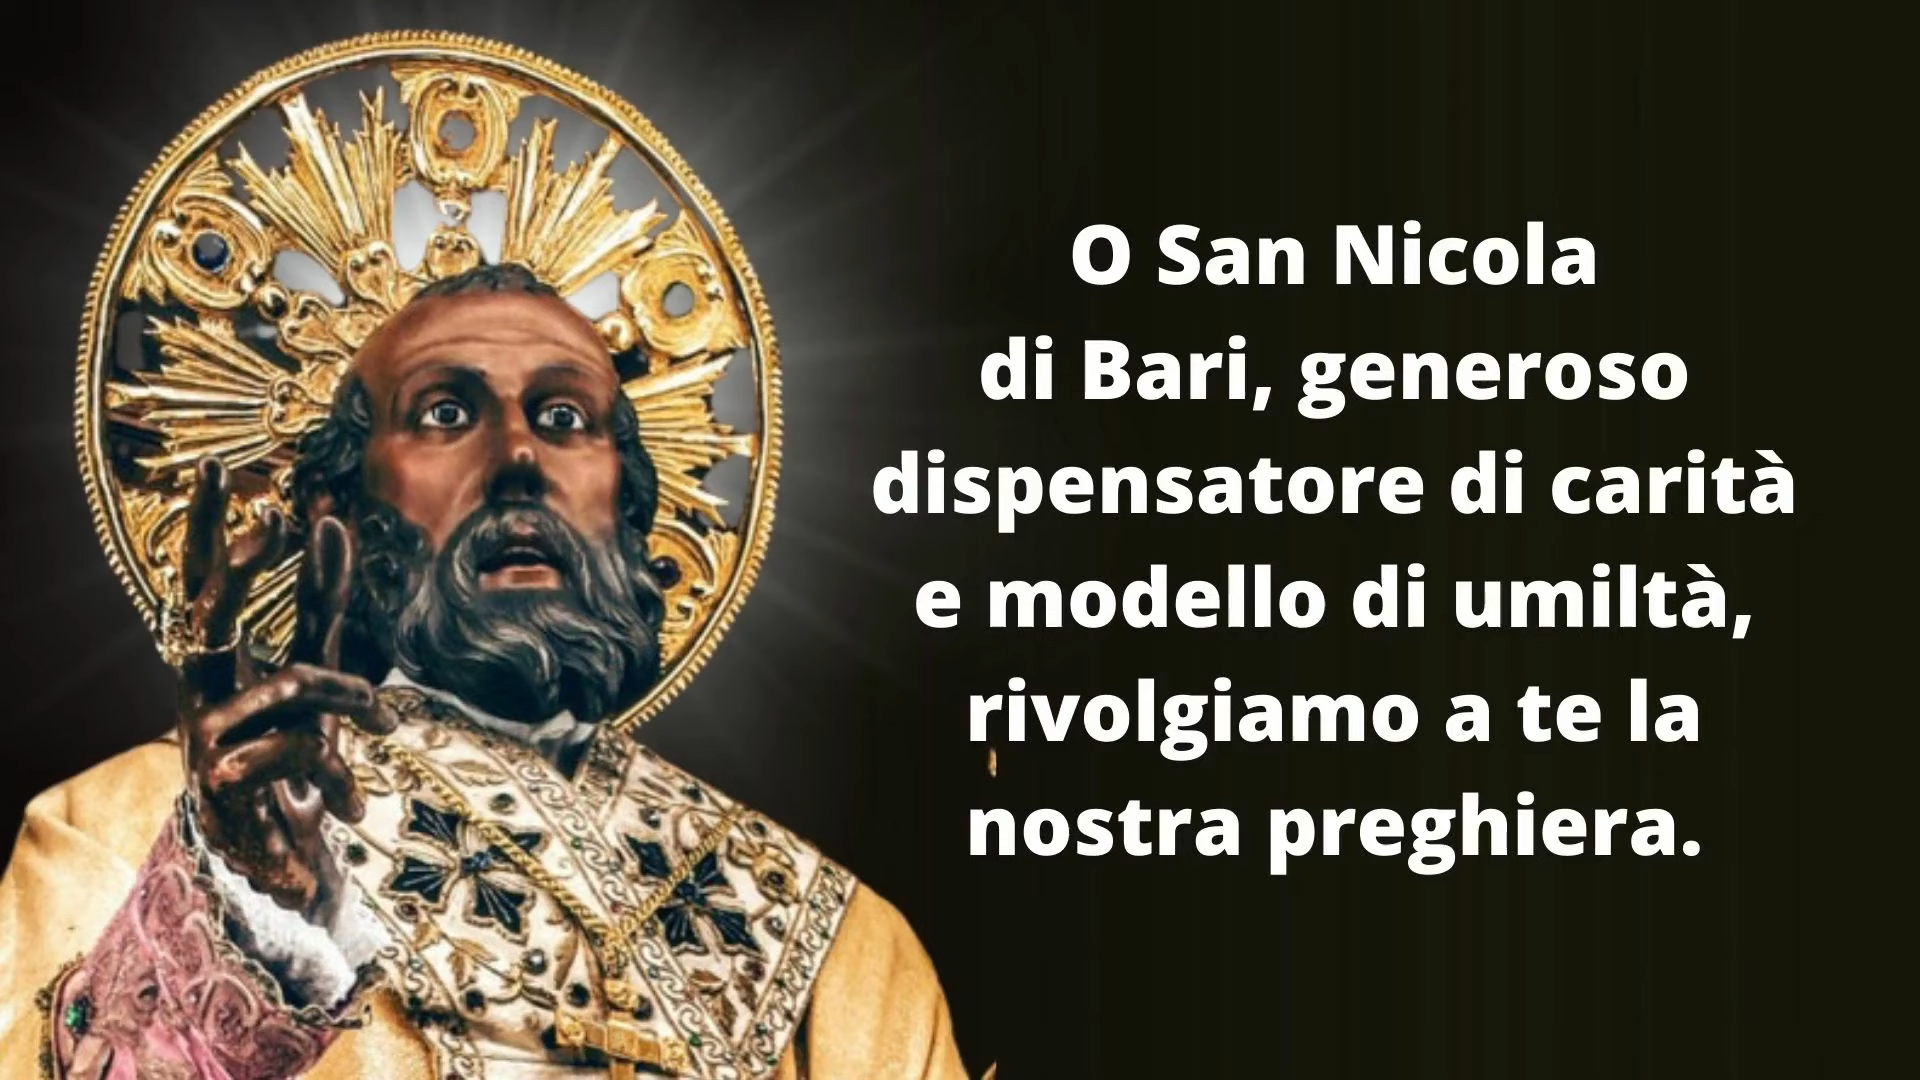 O San Nicola
di Bari, generoso
dispensatore di carità
e modello di umiltà,
rivolgiamo a te la
nostra preghiera.